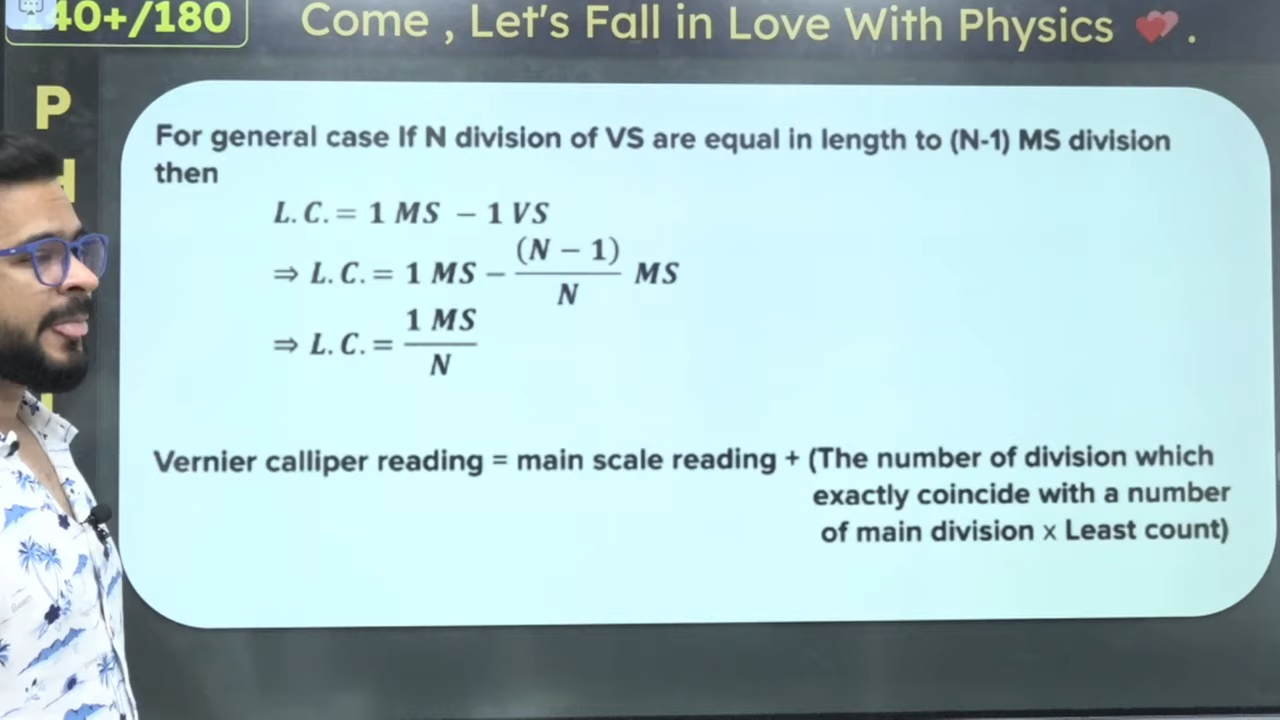 40+/180
Come , Let's Fall in Love With Physics ❤️ .
P
H
For general case If N division of VS are equal in length to (N-1) MS division
then
L. C. = 1 MS − 1 VS
⇒ L. C. = 1 MS − (N − 1)/N MS
⇒ L. C. = 1 MS/N
Vernier calliper reading = main scale reading + (The number of division which
exactly coincide with a number
of main division x Least count)